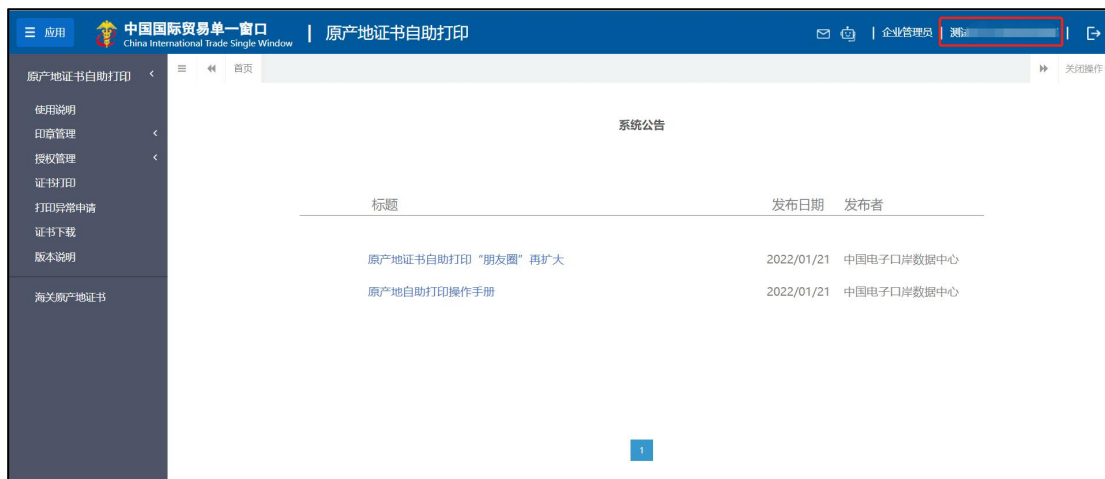 应用
中国国际贸易单一窗口
China International Trade Single Window
原产地证书自助打印
企业管理员
原产地证书自助打印
首页
关闭操作
使用说明
印章管理
授权管理
证书打印
打印异常申请
证书下载
版本说明
海关原产地证书
系统公告
标题 发布日期 发布者
原产地证书自助打印“朋友圈”再扩大 2022/01/21 中国电子口岸数据中心
原产地自助打印操作手册 2022/01/21 中国电子口岸数据中心
1